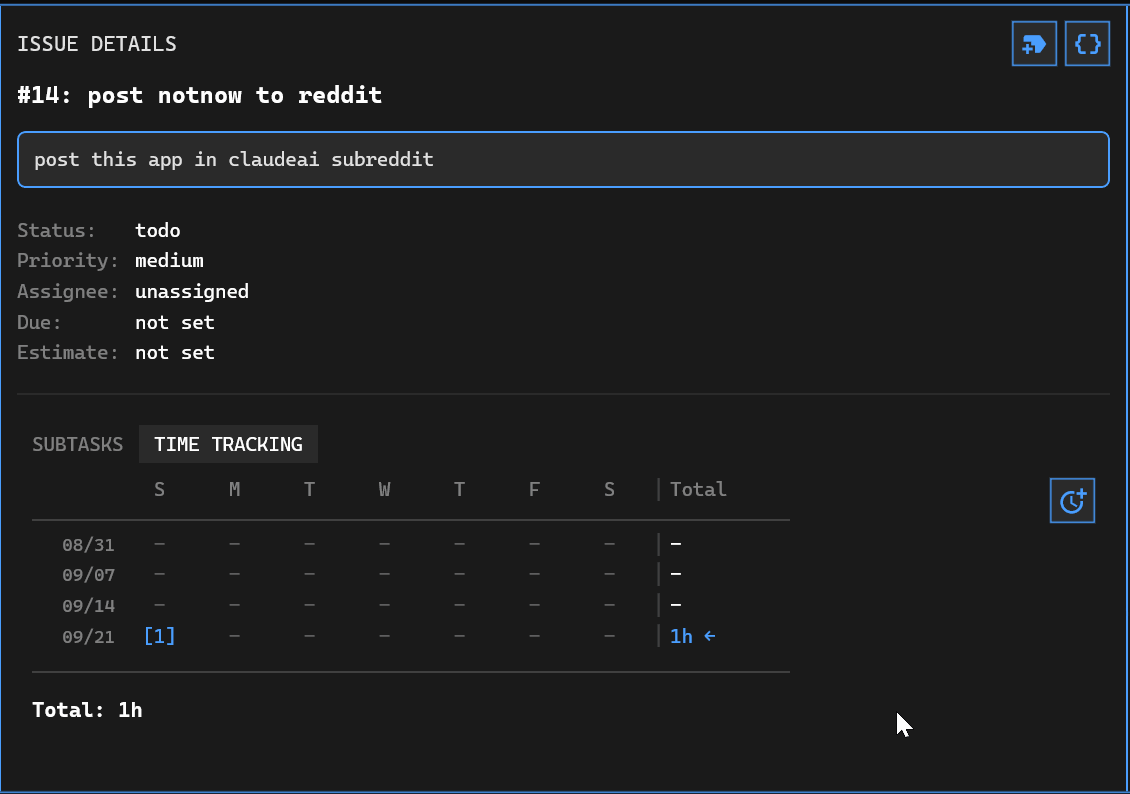 ISSUE DETAILS
#14: post notnow to reddit
post this app in claudeai subreddit
Status: todo
Priority: medium
Assignee: unassigned
Due: not set
Estimate: not set
SUBTASKS TIME TRACKING
S M T W T F S | Total
08/31 – – – – – – – | –
09/07 – – – – – – – | –
09/14 – – – – – – – | –
09/21 [1] – – – – – – | 1h ←
Total: 1h